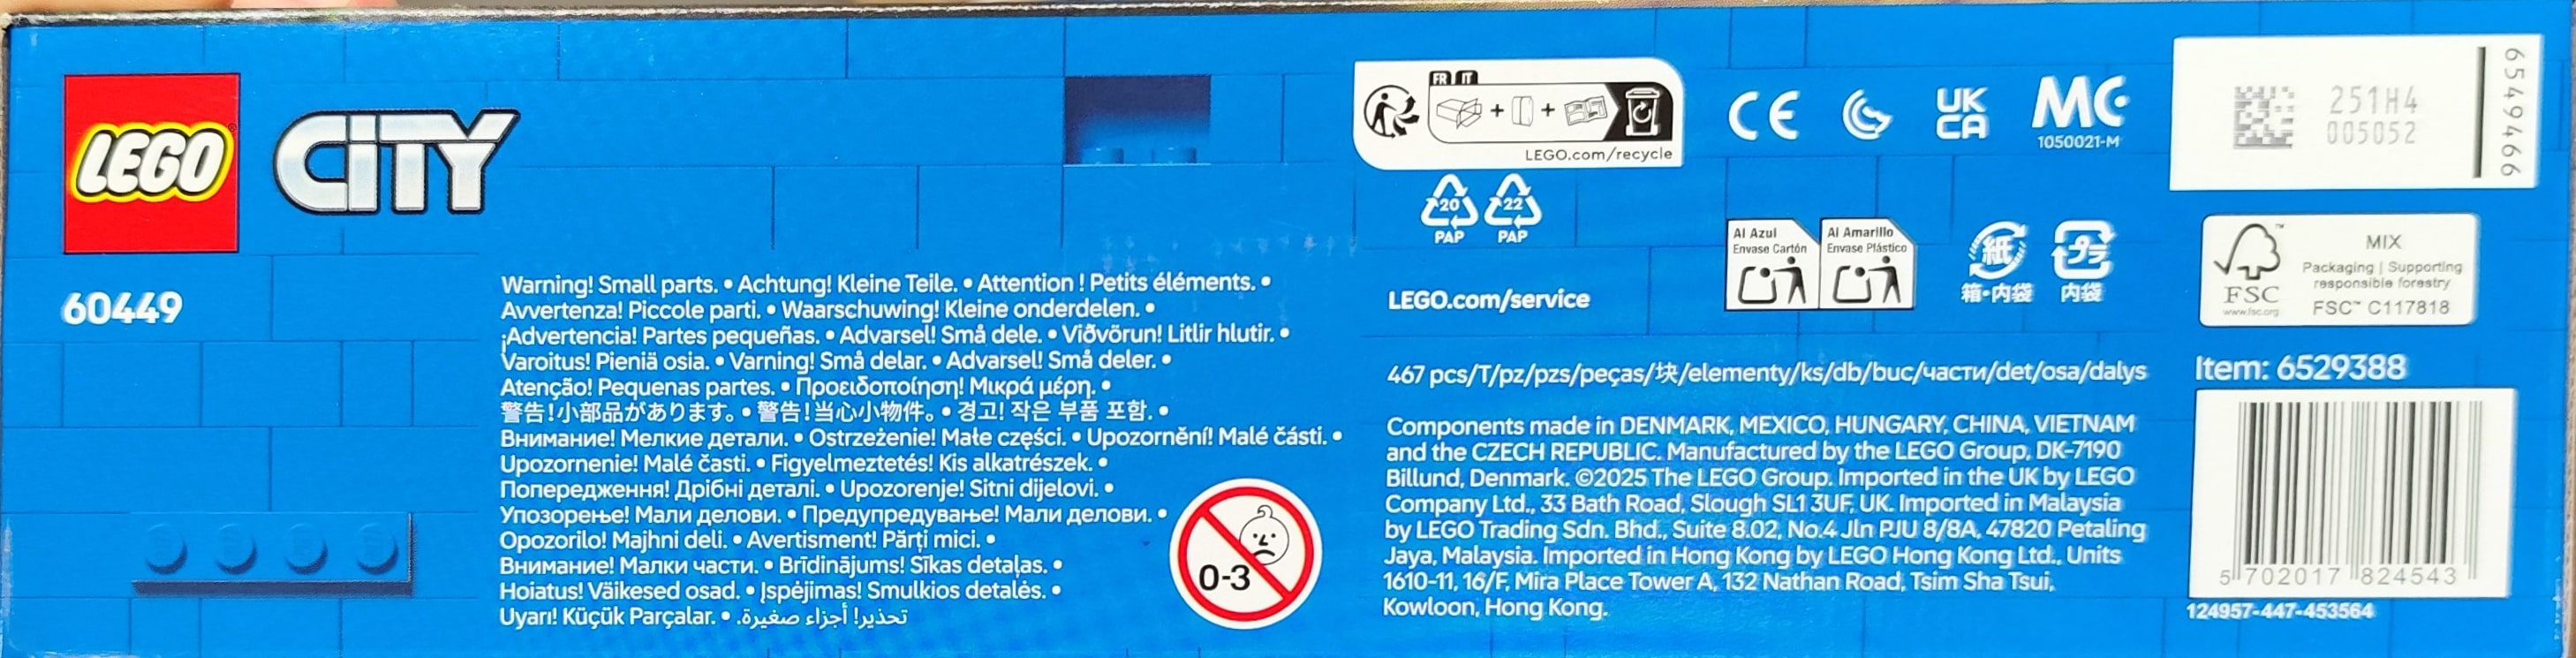 LEGO®
CITY
60449
Warning! Small parts. • Achtung! Kleine Teile. • Attention ! Petits éléments. •
Avvertenza! Piccole parti. • Waarschuwing! Kleine onderdelen. •
¡Advertencia! Partes pequeñas. • Advarsel! Små dele. • Viðvörun! Litlir hlutir. •
Varoitus! Pieniä osia. • Varning! Små delar. • Advarsel! Små deler. •
Atenção! Pequenas partes. • Προειδοποίηση! Μικρά μέρη. •
警告!小部品があります。• 警告!当心小物件。• 경고! 작은 부품 포함. •
Внимание! Мелкие детали. • Ostrzeżenie! Małe części. • Upozornění! Malé části. •
Upozornenie! Malé časti. • Figyelmeztetés! Kis alkatrészek. •
Попередження! Дрібні деталі. • Upozorenje! Sitni dijelovi. •
Упозорење! Мали делови. • Предупредување! Мали делови. •
Opozorilo! Majhni deli. • Avertisment! Părți mici. •
Внимание! Малки части. • Brīdinājums! Sīkas detaļas. •
Hoiatus! Väikesed osad. • Įspėjimas! Smulkios detalės. •
Uyarı! Küçük Parçalar. • تحذير! أجزاء صغيرة.
0-3
FR IT
LEGO.com/recycle
20 22
PAP PAP
LEGO.com/service
CE UK CA MC
1050021-M
Al Azul
Envase Cartón
Al Amarillo
Envase Plástico
紙 プラ
箱・内袋 内袋
467 pcs/T/pz/pzs/peças/块/elementy/ks/db/buc/части/det/osa/dalys
Components made in DENMARK, MEXICO, HUNGARY, CHINA, VIETNAM
and the CZECH REPUBLIC. Manufactured by the LEGO Group, DK-7190
Billund, Denmark. ©2025 The LEGO Group. Imported in the UK by LEGO
Company Ltd., 33 Bath Road, Slough SL1 3UF, UK. Imported in Malaysia
by LEGO Trading Sdn. Bhd., Suite 8.02, No.4 Jln PJU 8/8A, 47820 Petaling
Jaya, Malaysia. Imported in Hong Kong by LEGO Hong Kong Ltd., Units
1610-11, 16/F, Mira Place Tower A, 132 Nathan Road, Tsim Sha Tsui,
Kowloon, Hong Kong.
251H4
005052
6549466
FSC
www.fsc.org
MIX
Packaging | Supporting
responsible forestry
FSC™ C117818
Item: 6529388
5 702017 824543
124957-447-453564